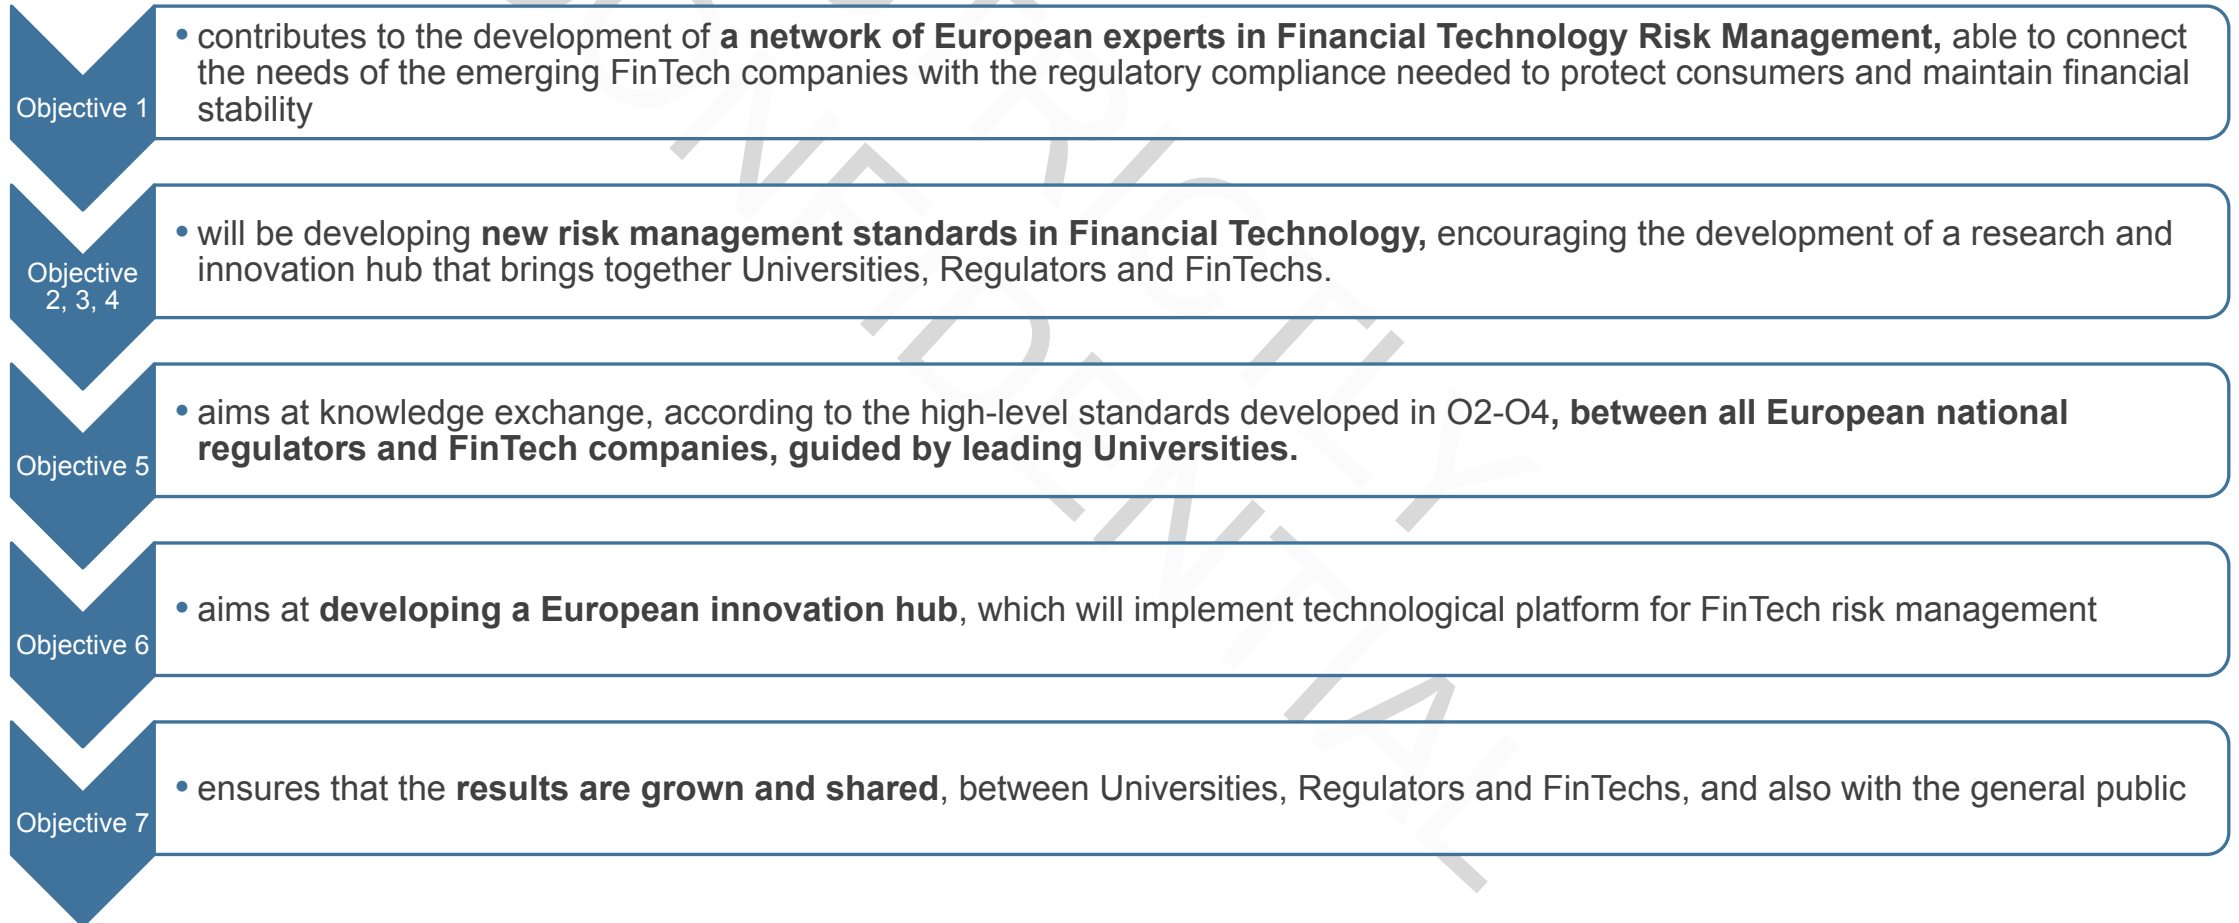 Objective 1
• contributes to the development of a network of European experts in Financial Technology Risk Management, able to connect
the needs of the emerging FinTech companies with the regulatory compliance needed to protect consumers and maintain financial
stability
Objective
2, 3, 4
• will be developing new risk management standards in Financial Technology, encouraging the development of a research and
innovation hub that brings together Universities, Regulators and FinTechs.
Objective 5
• aims at knowledge exchange, according to the high-level standards developed in O2-O4, between all European national
regulators and FinTech companies, guided by leading Universities.
Objective 6
• aims at developing a European innovation hub, which will implement technological platform for FinTech risk management
Objective 7
• ensures that the results are grown and shared, between Universities, Regulators and FinTechs, and also with the general public
STRICTLY
CONFIDENTIAL